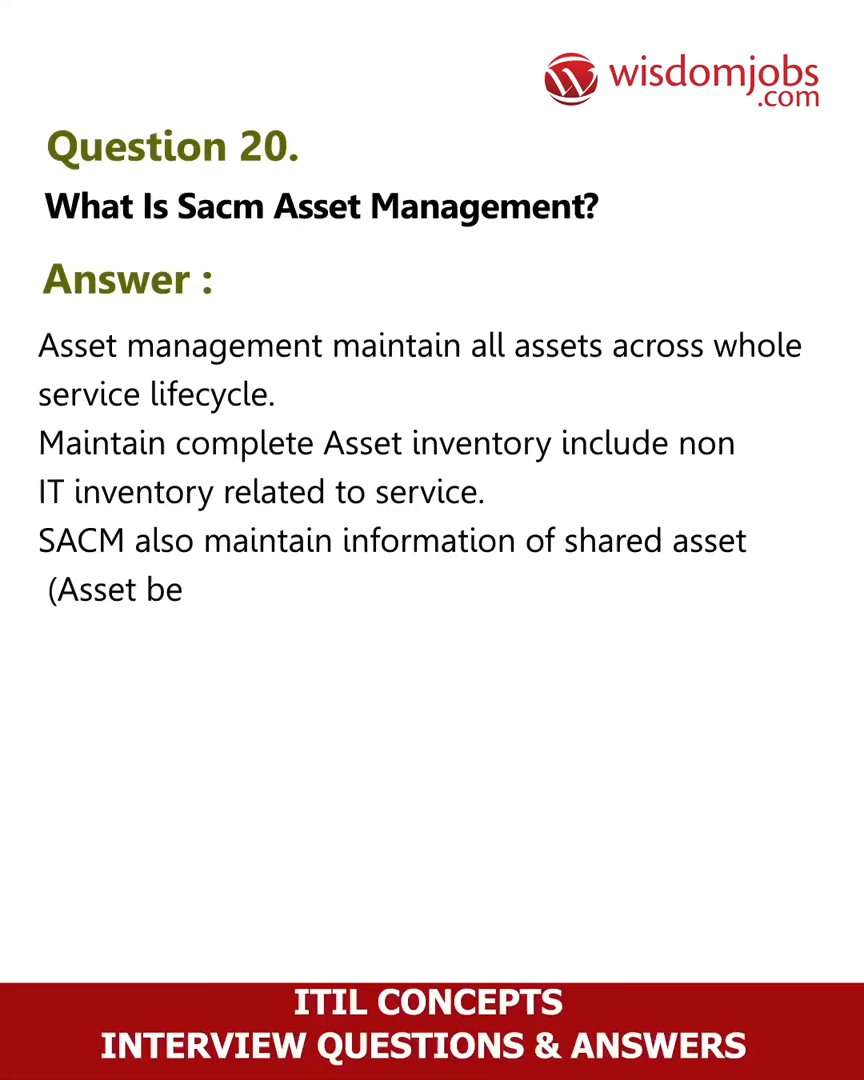 wisdomjobs
.com
Question 20.
What Is Sacm Asset Management?
Answer :
Asset management maintain all assets across whole
service lifecycle.
Maintain complete Asset inventory include non
IT inventory related to service.
SACM also maintain information of shared asset
(Asset be
ITIL CONCEPTS
INTERVIEW QUESTIONS & ANSWERS